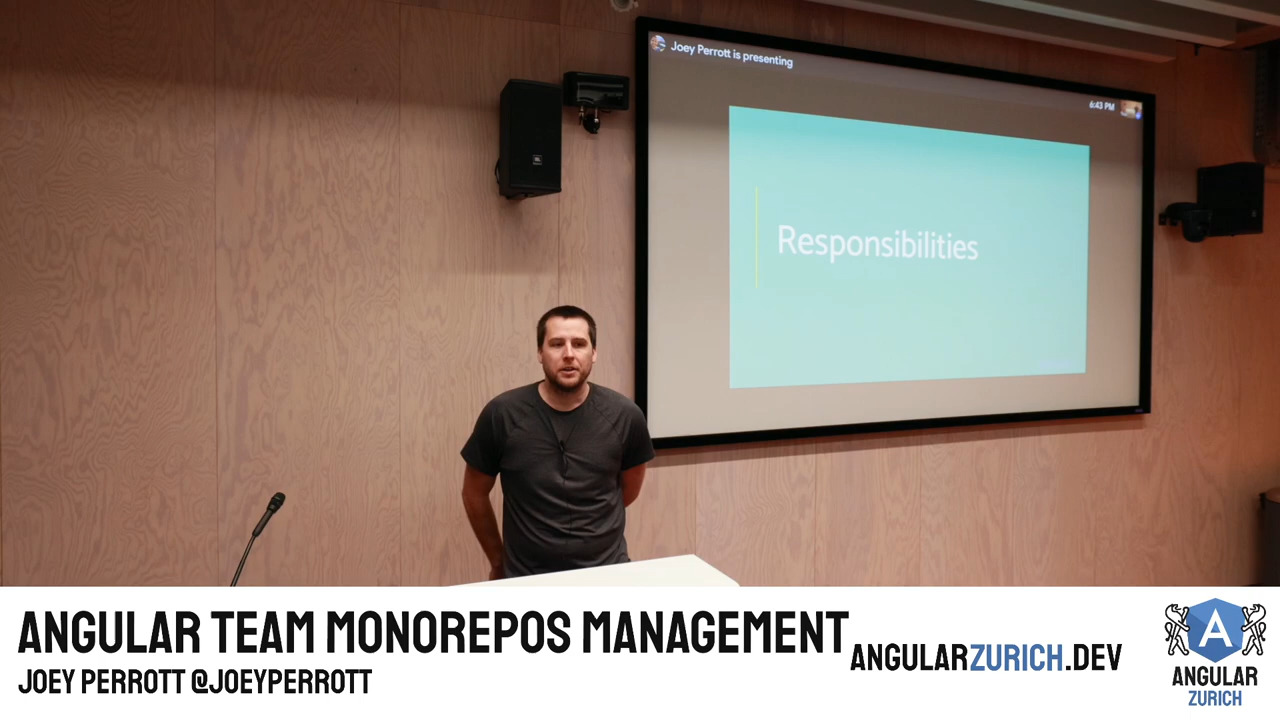 Joey Perrott is presenting
6:43 PM
Responsibilities
JBL
ANGULAR TEAM MONOREPOS MANAGEMENT
JOEY PERROTT @JOEYPERROTT
ANGULARZURICH.DEV
A
ANGULAR
ZURICH